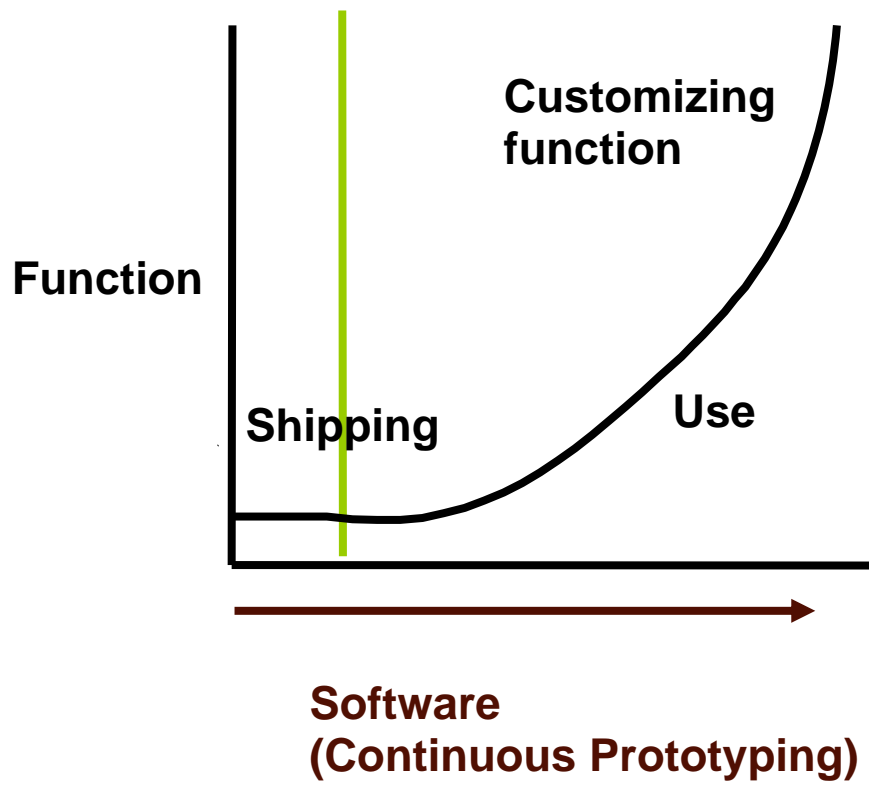 Customizing
function
Function
Shipping
Use
Software
(Continuous Prototyping)